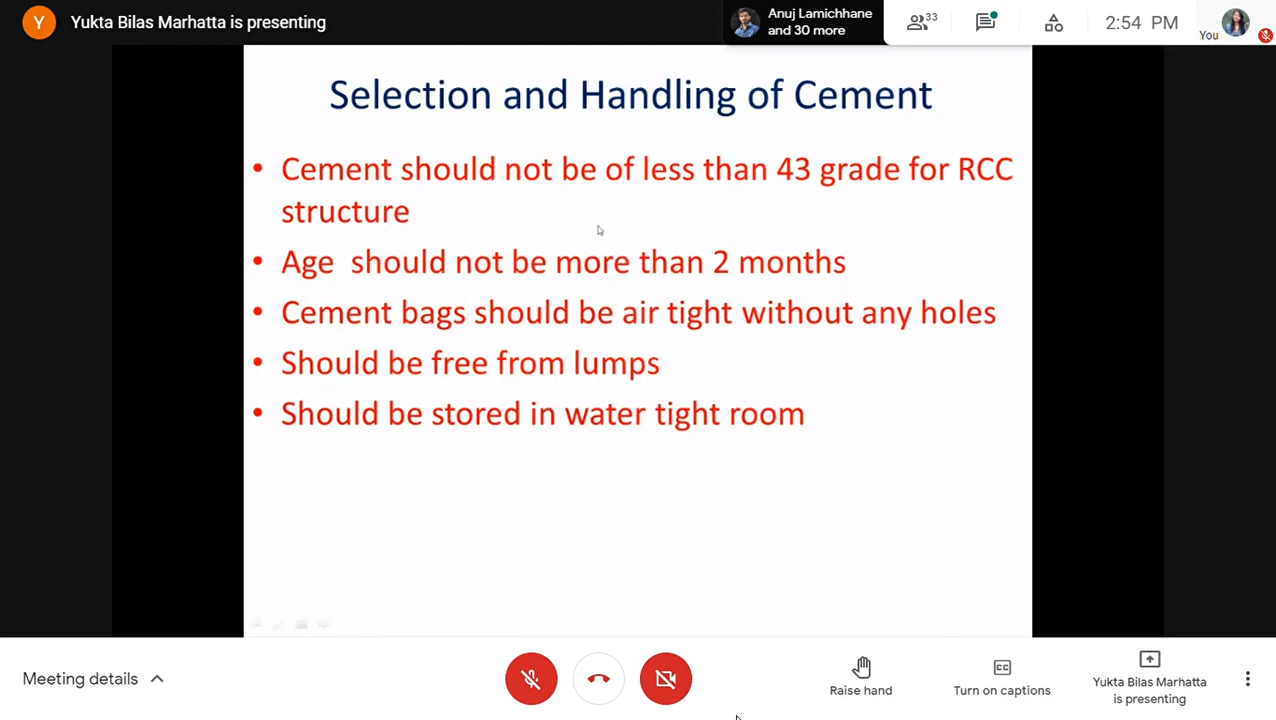 Y
Yukta Bilas Marhatta is presenting
Anuj Lamichhane
and 30 more
33
2:54 PM
You
Selection and Handling of Cement
• Cement should not be of less than 43 grade for RCC
structure
• Age should not be more than 2 months
• Cement bags should be air tight without any holes
• Should be free from lumps
• Should be stored in water tight room
Meeting details
Raise hand
CC
Turn on captions
Yukta Bilas Marhatta
is presenting